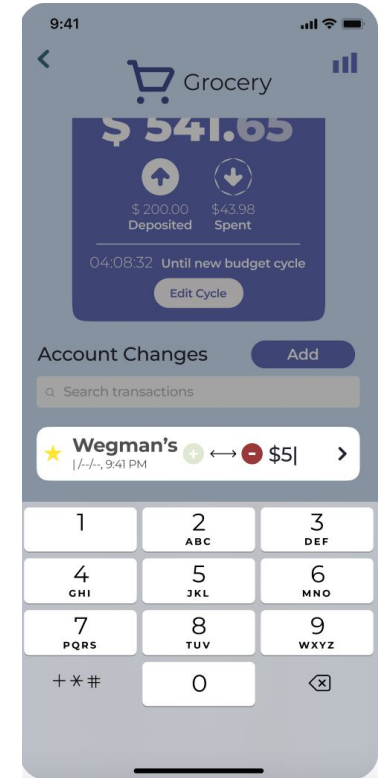 9:41
Grocery
$ 541.65
$ 200.00 $43.98
Deposited Spent
04:08:32 Until new budget cycle
Edit Cycle
Account Changes Add
Search transactions
Wegman's $5|
| /--/--, 9:41 PM
1 2 3
ABC DEF
4 5 6
GHI JKL MNO
7 8 9
PQRS TUV WXYZ
+*# 0